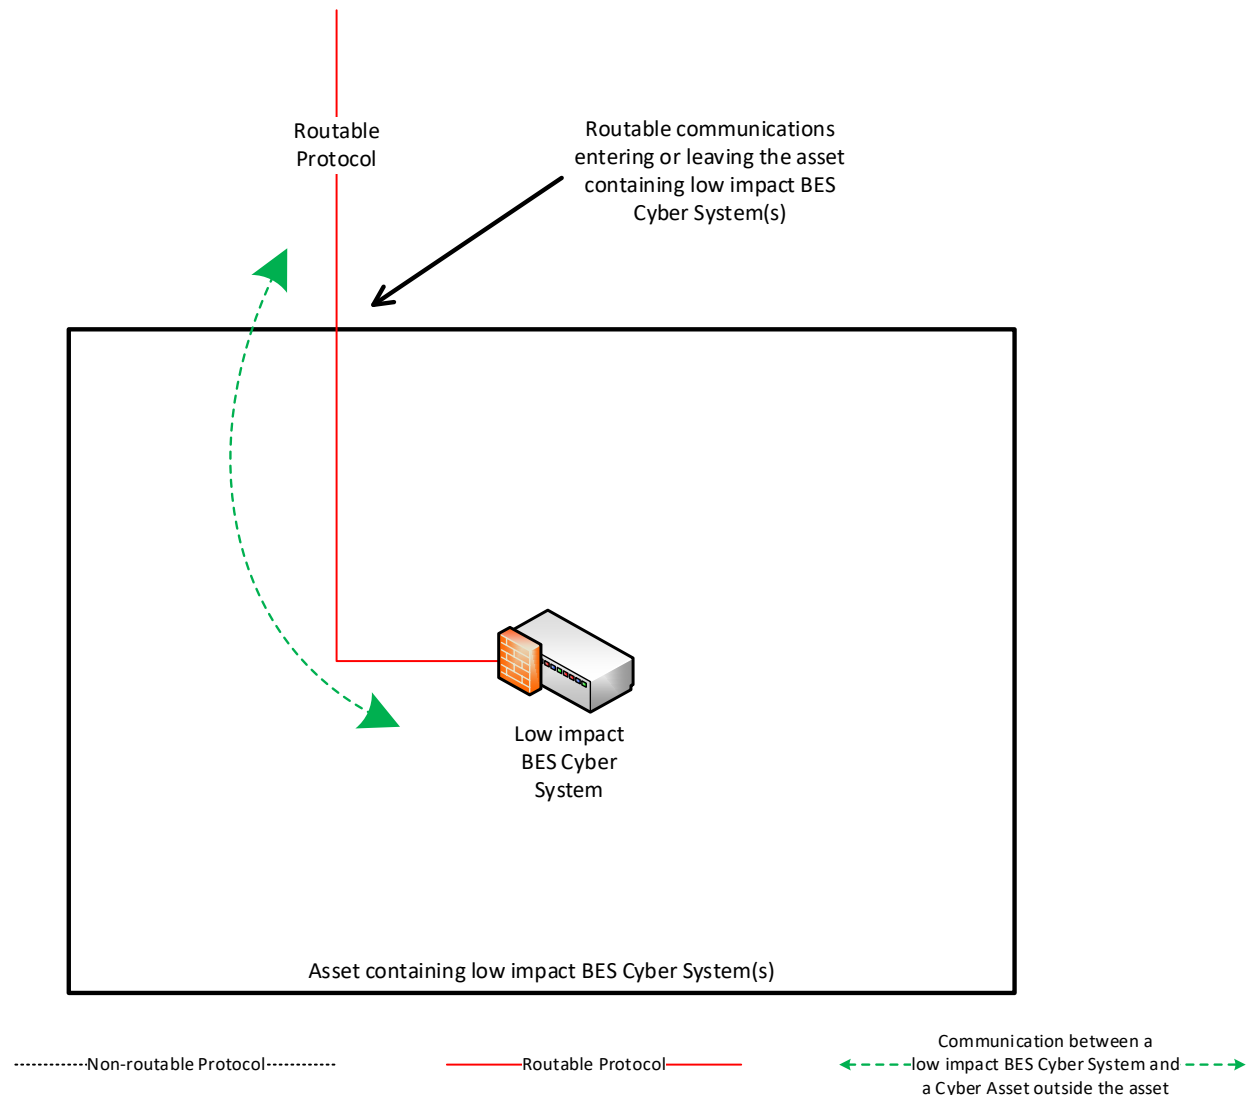 Routable
Protocol
Routable communications
entering or leaving the asset
containing low impact BES
Cyber System(s)
Low impact
BES Cyber
System
Asset containing low impact BES Cyber System(s)
Non-routable Protocol
Routable Protocol
Communication between a
low impact BES Cyber System and
a Cyber Asset outside the asset